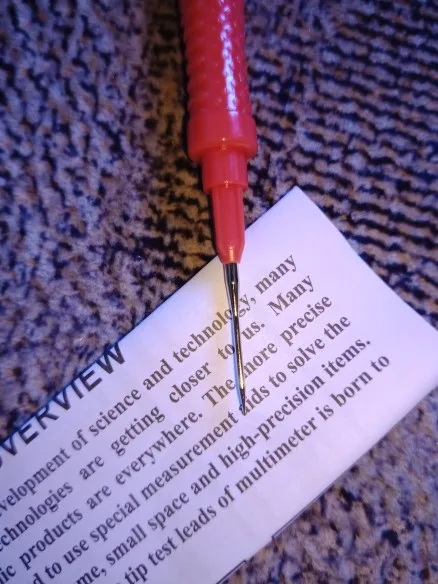 OVERVIEW
velopment of science and technology, many
echnologies are getting closer to us. Many
ic products are everywhere. The more precise
d to use special measurement aids to solve the
me, small space and high-precision items.
tip test leads of multimeter is born to